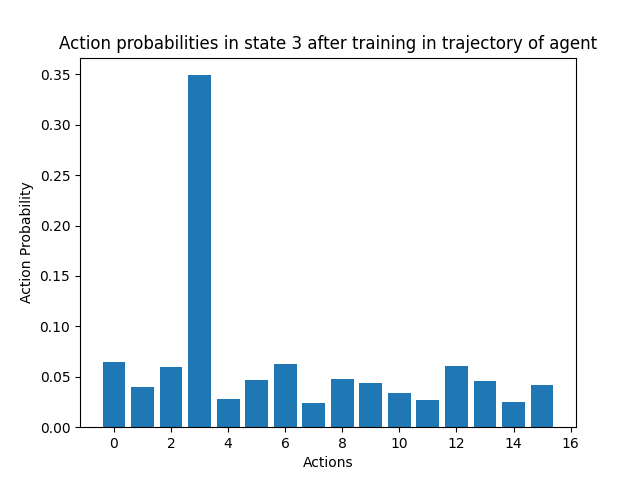 Action probabilities in state 3 after training in trajectory of agent
0.35
0.30
0.25
0.20
0.15
0.10
0.05
0.00
Action Probability
0 2 4 6 8 10 12 14 16
Actions